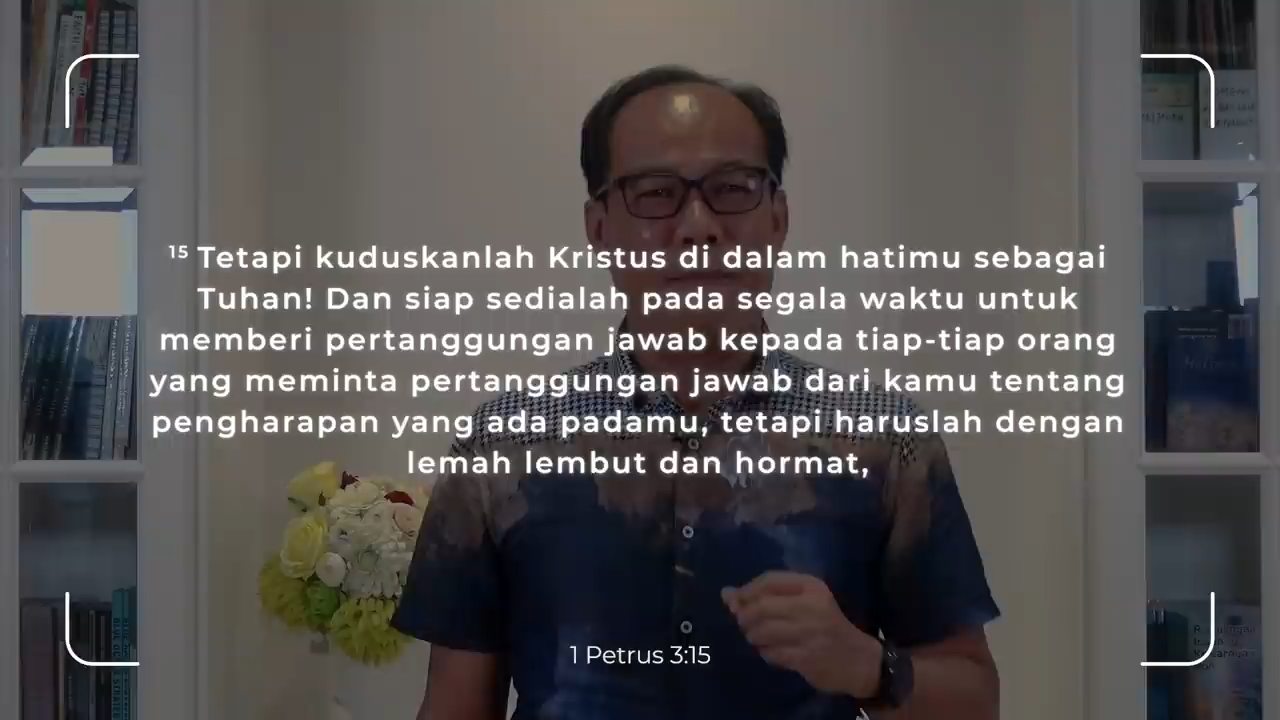 ¹⁵ Tetapi kuduskanlah Kristus di dalam hatimu sebagai
Tuhan! Dan siap sedialah pada segala waktu untuk
memberi pertanggungan jawab kepada tiap-tiap orang
yang meminta pertanggungan jawab dari kamu tentang
pengharapan yang ada padamu, tetapi haruslah dengan
lemah lembut dan hormat,
1 Petrus 3:15